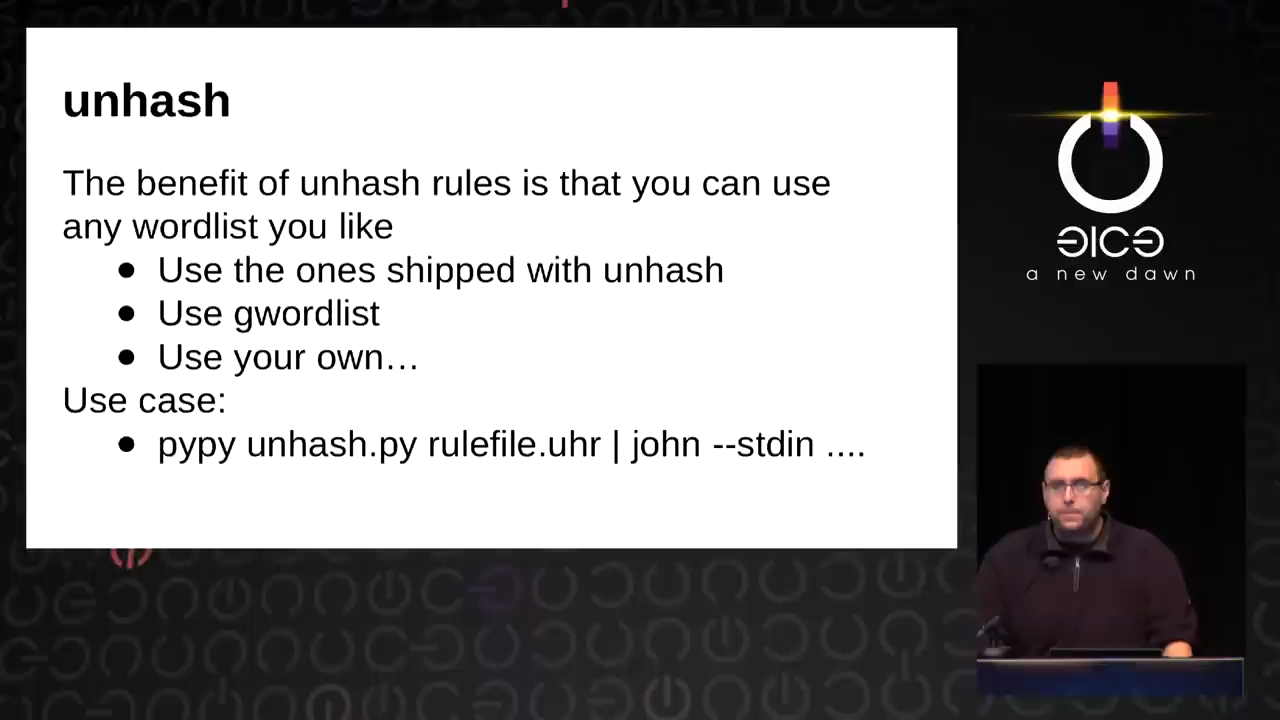 unhash
The benefit of unhash rules is that you can use
any wordlist you like
● Use the ones shipped with unhash
● Use gwordlist
● Use your own…
Use case:
● pypy unhash.py rulefile.uhr | john --stdin ....
31C3
a new dawn